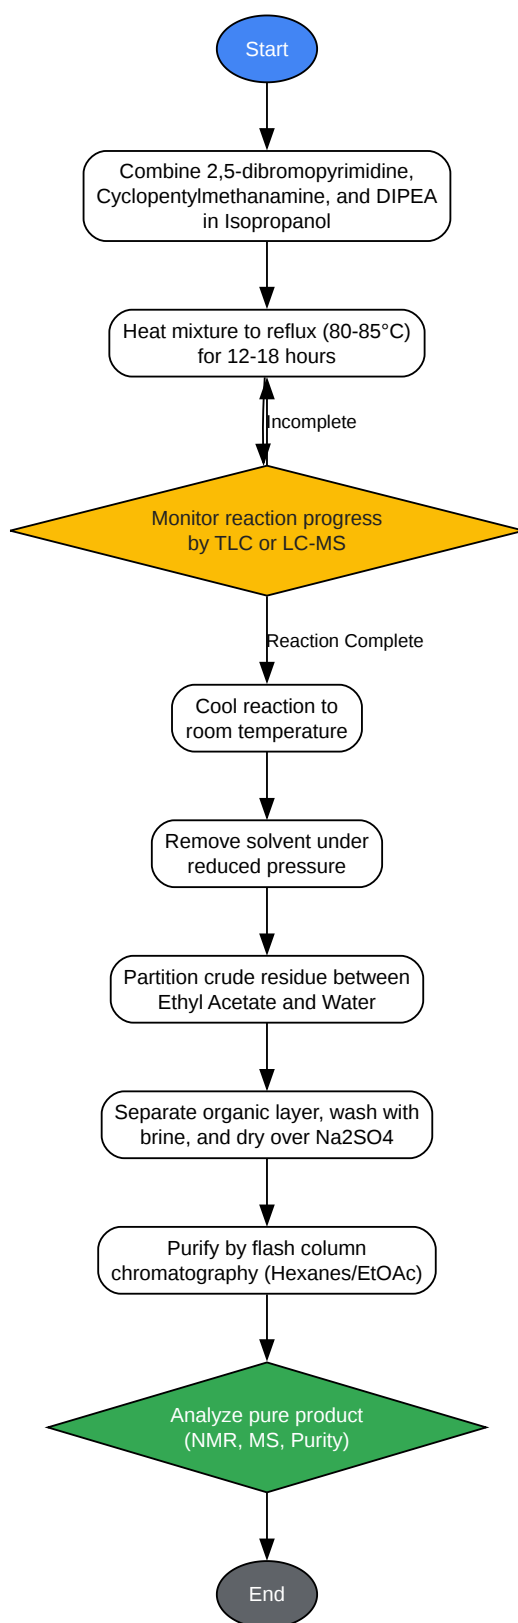 Start
Combine 2,5-dibromopyrimidine,
Cyclopentylmethanamine, and DIPEA
in Isopropanol
Heat mixture to reflux (80-85°C)
for 12-18 hours
Incomplete
Monitor reaction progress
by TLC or LC-MS
Reaction Complete
Cool reaction to
room temperature
Remove solvent under
reduced pressure
Partition crude residue between
Ethyl Acetate and Water
Separate organic layer, wash with
brine, and dry over Na2SO4
Purify by flash column
chromatography (Hexanes/EtOAc)
Analyze pure product
(NMR, MS, Purity)
End